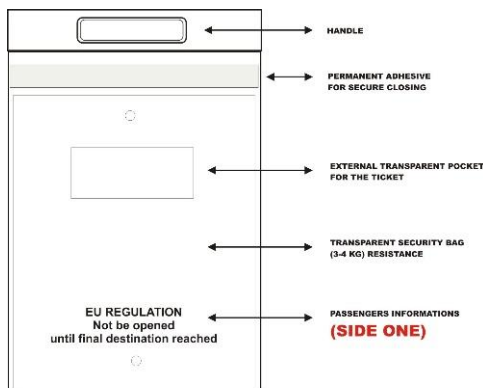 HANDLE
PERMANENT ADHESIVE
FOR SECURE CLOSING
EXTERNAL TRANSPARENT POCKET
FOR THE TICKET
TRANSPARENT SECURITY BAG
(3-4 KG) RESISTANCE
EU REGULATION
Not be opened
until final destination reached
PASSENGERS INFORMATIONS
(SIDE ONE)